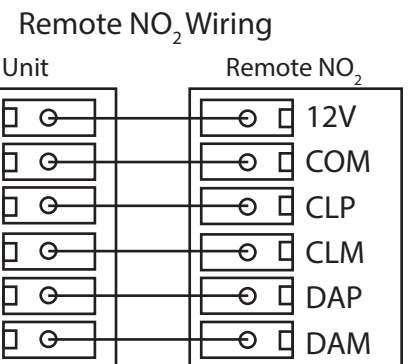 Remote NO₂ Wiring
Unit Remote NO₂
12V
COM
CLP
CLM
DAP
DAM